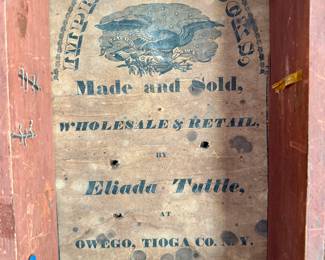 Made and Sold,
WHOLESALE & RETAIL,
BY
Eliada Tuttle,
AT
OWEGO, TIOGA CO. N. Y.